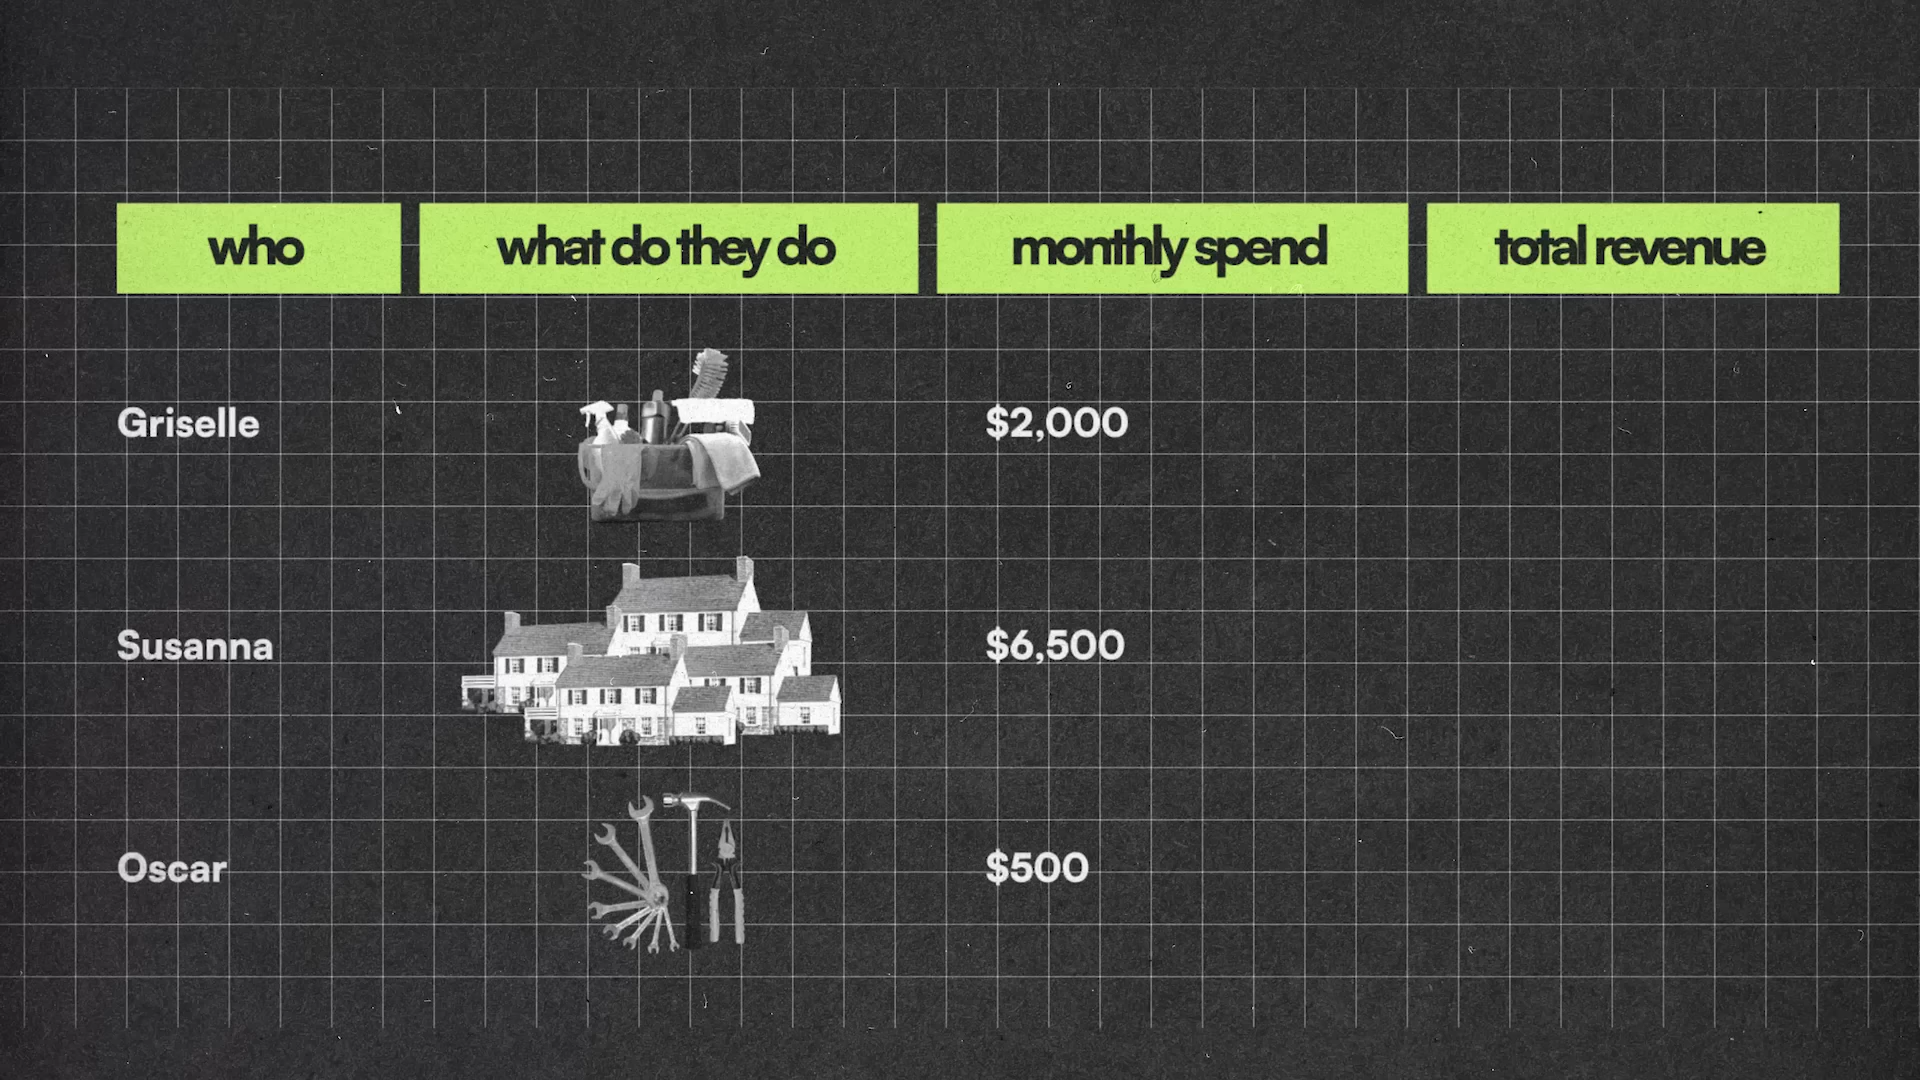 who
what do they do
monthly spend
total revenue
Griselle
$2,000
Susanna
$6,500
Oscar
$500